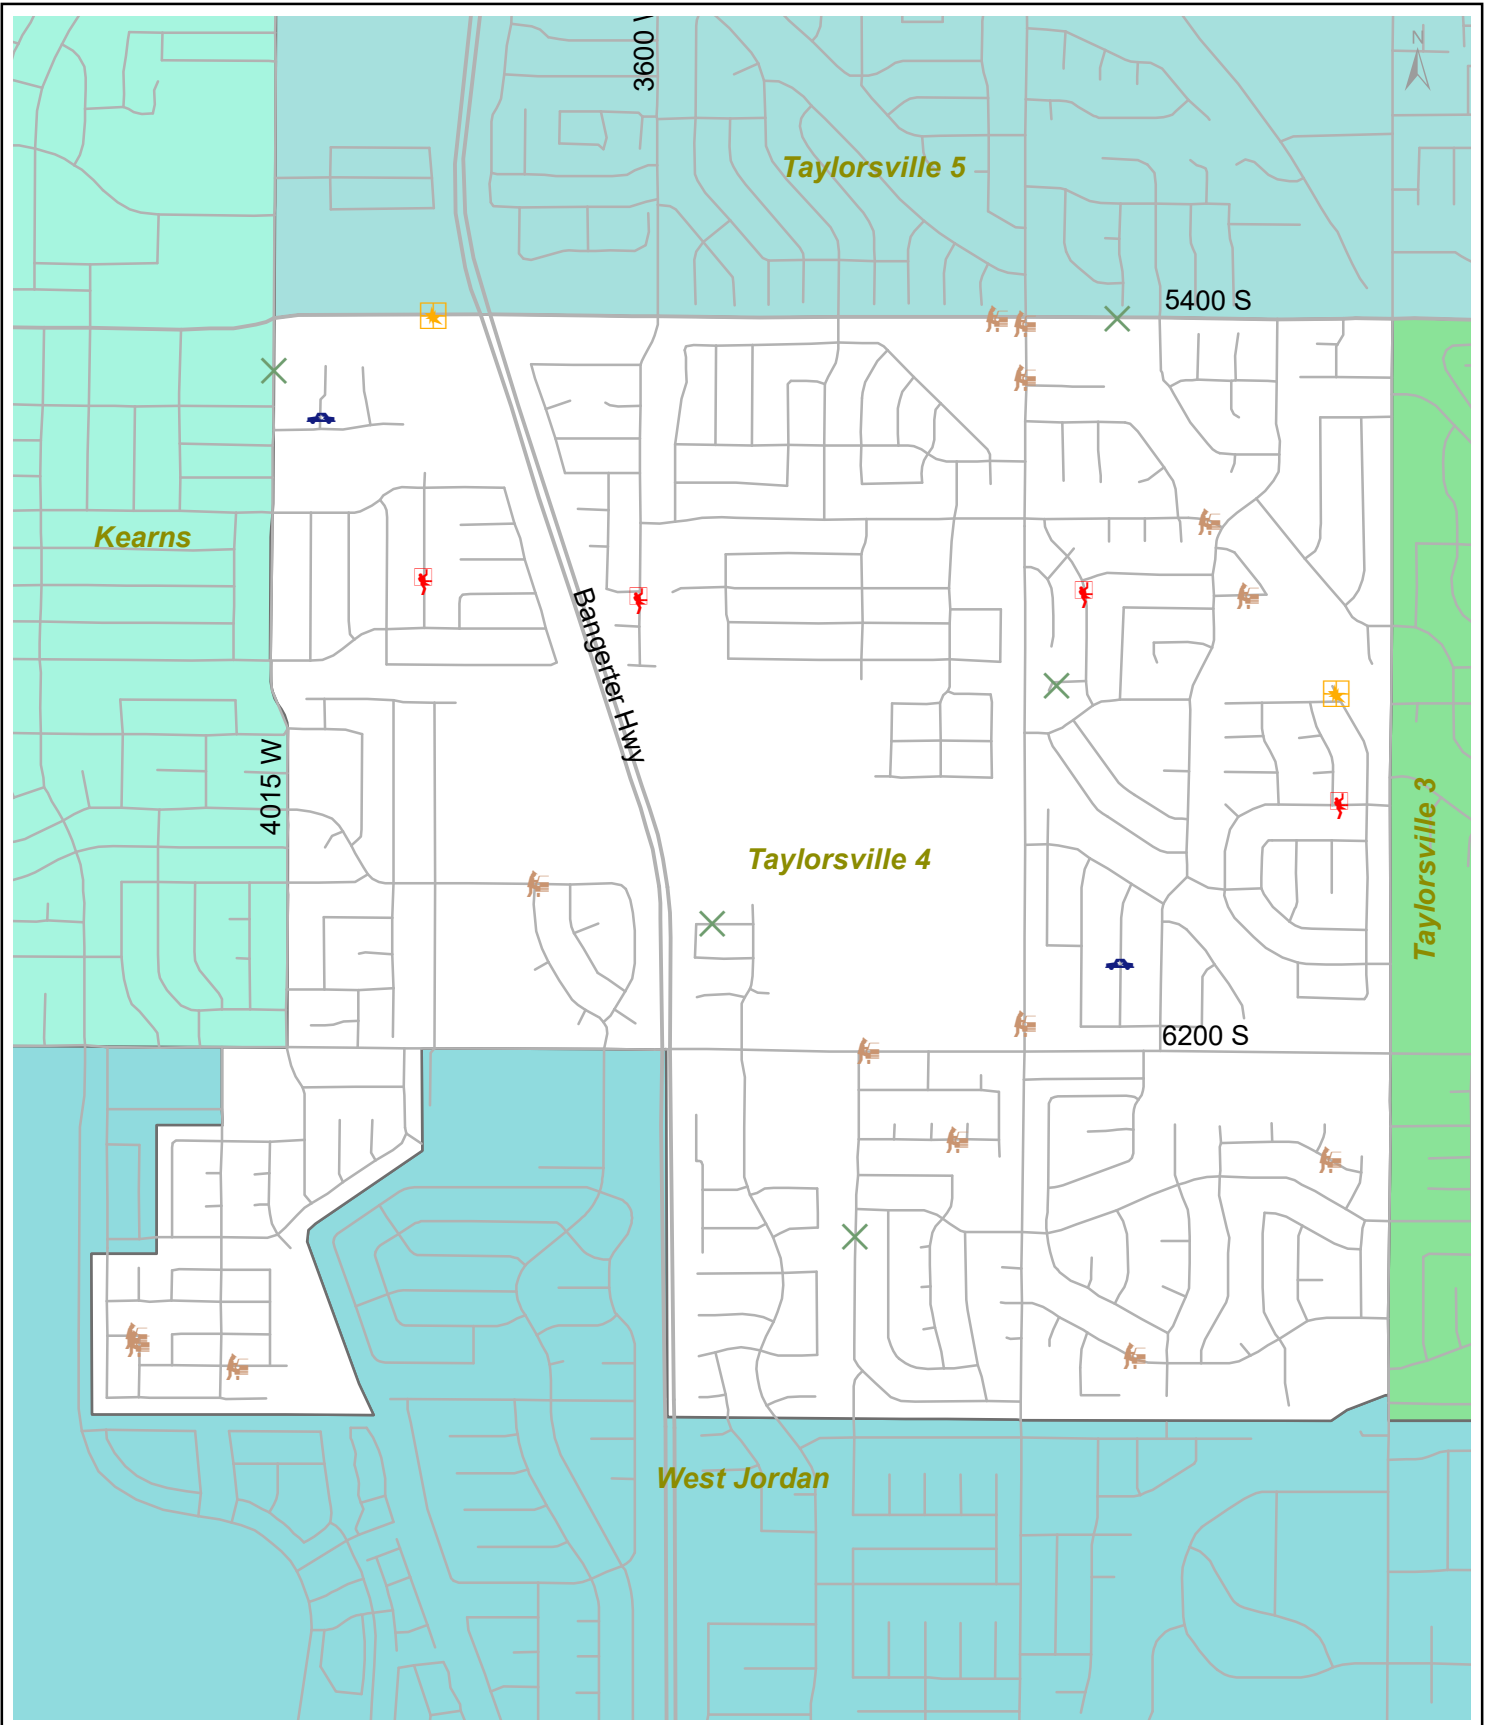 3600 W
N
Taylorsville 5
5400 S
Kearns
Bangerter Hwy
4015 W
Taylorsville 4
Taylorsville 3
6200 S
West Jordan